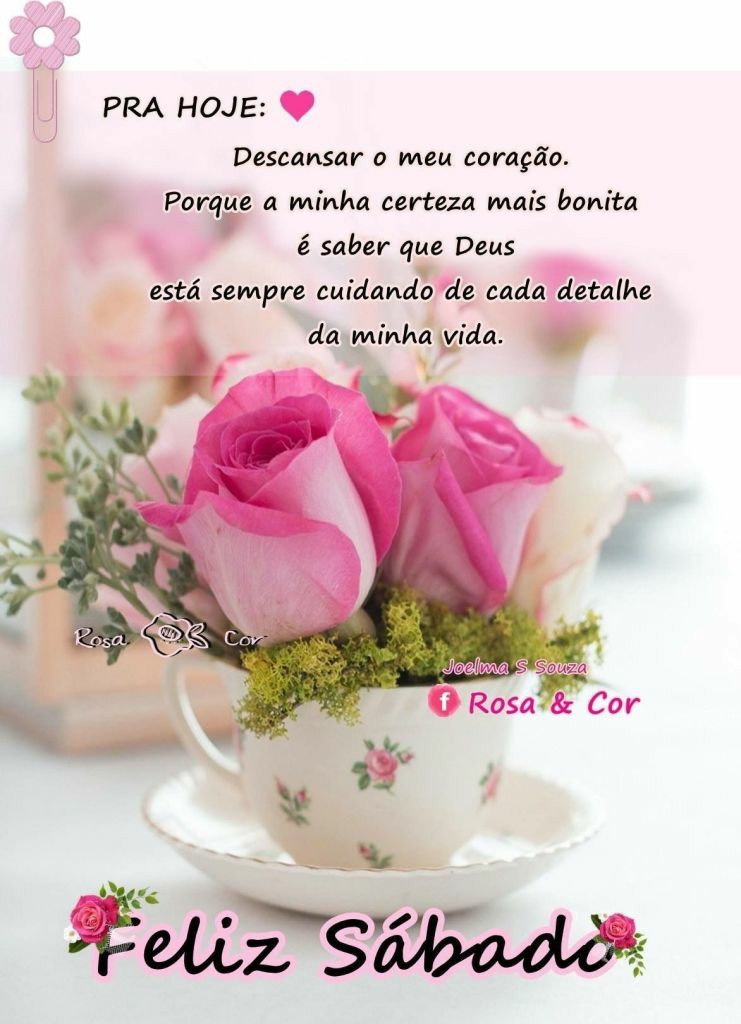 PRA HOJE:
Descansar o meu coração.
Porque a minha certeza mais bonita
é saber que Deus
está sempre cuidando de cada detalhe
da minha vida.
Rosa Cor
Joelma S Souza
f Rosa & Cor
Feliz Sábado